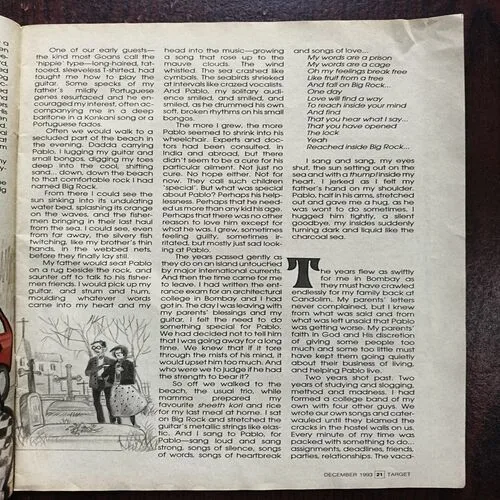 One of our early guests—
the kind most Goans call the
'hippie type'—long-haired, tat-
tooed, sleeveless T-shirted, had
taught me how to play the
guitar. Some specks of my
father's mildly Portuguese
genes resurfaced and he en-
couraged my interest, often ac-
companying me in a deep
baritone in a Konkani song or a
Portuguese fados.
Often we would walk to a
secluded part of the beach in
the evening. Dadda carrying
Pablo, I lugging my guitar and
small bongos, digging my toes
deep into the cool, shifting
sand... down, down to the beach
to that comfortable rock I had
named Big Rock.
From there I could see the
sun sinking into its undulating
water bed, splashing its orange
on the waves, and the fisher-
men bringing in their last haul
from the sea. I could see, even
from far away, the silvery fish
twitching, like my brother's thin
hands, in the webbed nets,
before they finally lay still.
My father would seat Pablo
on a rug beside the rock, and
saunter off to talk to his fisher-
men friends. I would pick up my
guitar, and strum and hum,
moulding whatever words
came into my heart and my
head into the music—growing
a song that rose up to the
mauve clouds. The wind
whistled. The sea crashed like
cymbals. The seabirds shrieked
at intervals like crazed vocalists.
And Pablo, my solitary audi-
ence smiled, and smiled, and
smiled, as he drummed his own
soft, broken rhythms on his small
bongos.
The more I grew, the more
Pablo seemed to shrink into his
wheelchair. Experts and doc-
tors had been consulted, in
India and abroad, but there
didn't seem to be a cure for his
particular ailment. Not just no
cure. No hope either. Not for
now. They call such children
'special'. But what was special
about Pablo? Perhaps his help-
lessness. Perhaps that he need-
ed us more than any kid his age.
Perhaps that there was no other
reason to love him except for
what he was. I grew, sometimes
feeling guilty, sometimes ir-
ritated, but mostly just sad look-
ing at Pablo.
The years passed gently as
they do on an island untouched
by major international currents.
And then the time came for me
to leave. I had written the ent-
rance exam for an architectural
college in Bombay and I had
got in. The day I was leaving with
my parents' blessings and my
guitar, I felt the need to do
something special for Pablo.
We had decided not to tell him
that I was going away for a long
time. We knew that if it tore
through the mists of his mind, it
would upset him too much. And
who were we to judge if he had
the strength to bear it?
So off we walked to the
beach, the usual trio, while
mamma prepared my
favourite sheeth kori and rice
for my last meal at home. I sat
on Big Rock and stretched the
guitar's metallic strings like elas-
tic. And I sang to Pablo, for
Pablo—sang loud and sang
strong, songs of silence, songs
of words, songs of heartbreak
and songs of love...
My words are a prison
My words are a cage
Oh my feelings break tree
Like fruit from a tree
And fall on Big Rock...
One day
Love will find a way
To reach inside my mind
And find
That you hear what I say...
That you have opened
the lock
Yeah
Reached inside Big Rock...
I sang and sang, my eyes
shut, the sun setting out on the
sea and with a thump inside my
heart. I jerked as I felt my
father's hand on my shoulder.
Pablo, half in his arms, stretched
out and gave me a hug, as he
was wont to do sometimes. I
hugged him tightly, a silent
goodbye, my insides suddenly
turning dark and liquid like the
charcoal sea.
The years flew as swiftly
for me in Bombay as
they must have crawled
endlessly for my family back at
Candolim. My parents' letters
never complained, but I knew
from what was said and from
what was left unsaid that Pablo
was getting worse. My parents'
faith in God and His discretion
of giving some people too
much and some too little must
have kept them going quietly
about their business of living,
and helping Pablo live.
Two years shot past. Two
years of studying and slogging,
method and madness. I had
formed a college band of my
own with four other guys. We
wrote our own songs and cater-
wauled until they blamed the
cracks in the hostel walls on us.
Every minute of my time was
packed with something to do...
assignments, deadlines, friends,
parties, relationships. The vaca-
DECEMBER 1993 21 TARGET